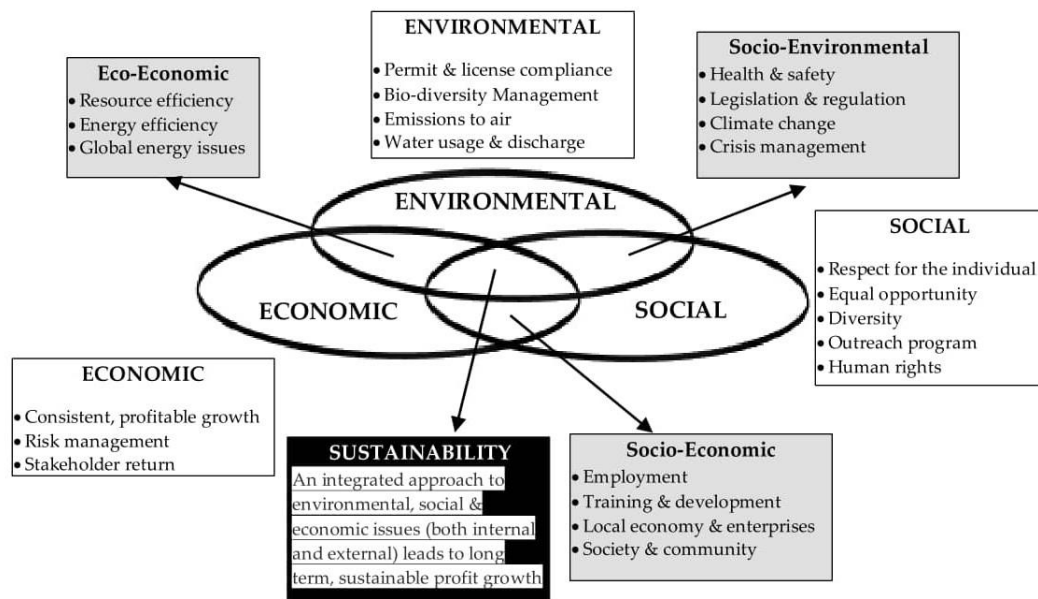 ENVIRONMENTAL
• Permit & license compliance
• Bio-diversity Management
• Emissions to air
• Water usage & discharge
Eco-Economic
• Resource efficiency
• Energy efficiency
• Global energy issues
Socio-Environmental
• Health & safety
• Legislation & regulation
• Climate change
• Crisis management
ENVIRONMENTAL
ECONOMIC
SOCIAL
SOCIAL
• Respect for the individual
• Equal opportunity
• Diversity
• Outreach program
• Human rights
ECONOMIC
• Consistent, profitable growth
• Risk management
• Stakeholder return
SUSTAINABILITY
An integrated approach to
environmental, social &
economic issues (both internal
and external) leads to long
term, sustainable profit growth
Socio-Economic
• Employment
• Training & development
• Local economy & enterprises
• Society & community